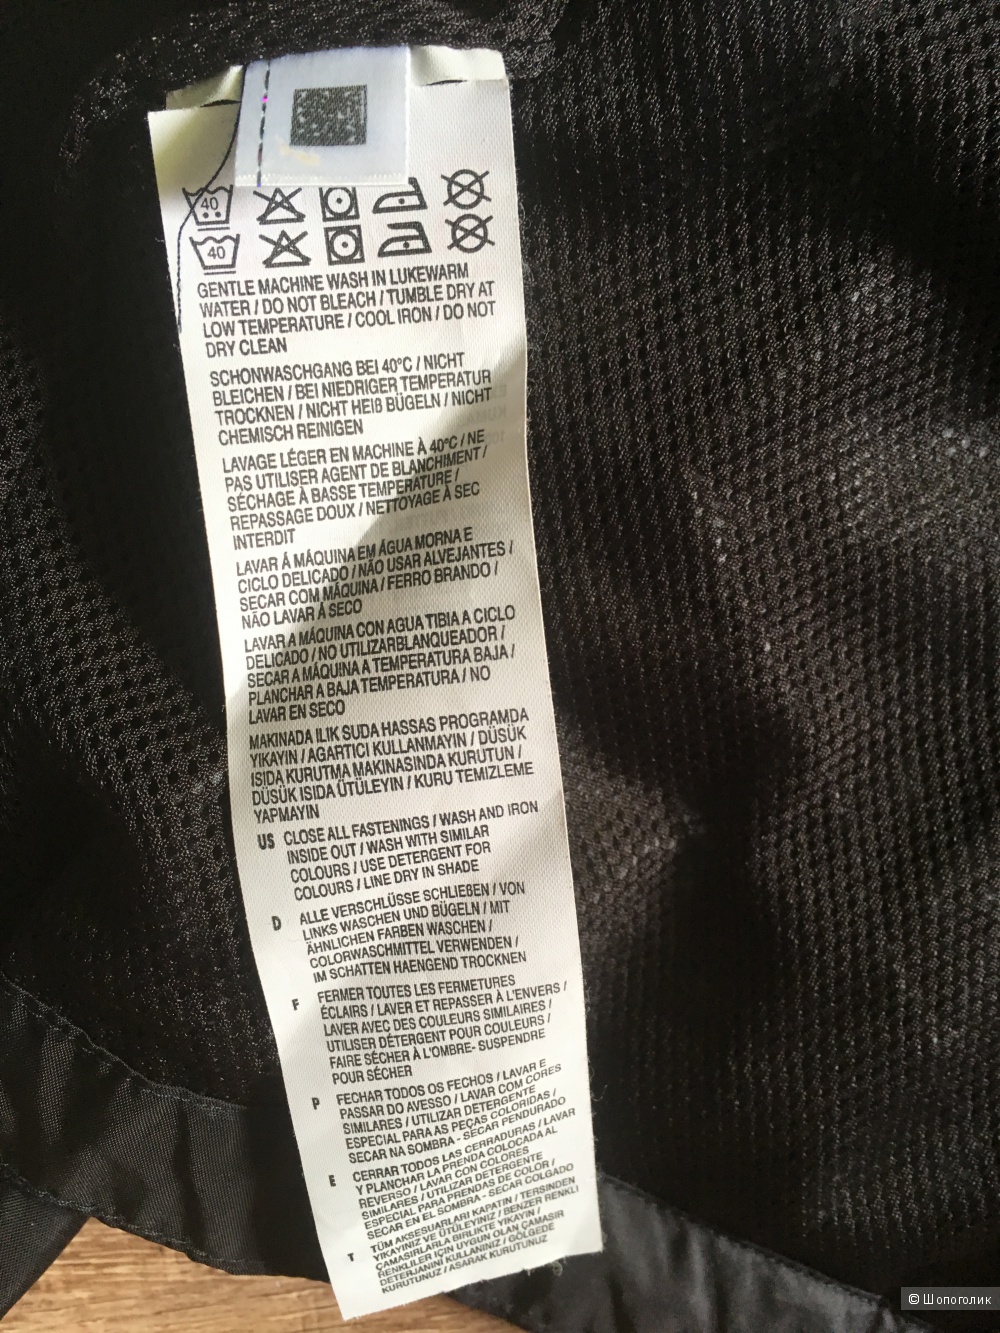 40
40
GENTLE MACHINE WASH IN LUKEWARM
WATER / DO NOT BLEACH / TUMBLE DRY AT
LOW TEMPERATURE / COOL IRON / DO NOT
DRY CLEAN
SCHONWASCHGANG BEI 40°C / NICHT
BLEICHEN / BEI NIEDRIGER TEMPERATUR
TROCKNEN / NICHT HEIß BÜGELN / NICHT
CHEMISCH REINIGEN
LAVAGE LÉGER EN MACHINE À 40°C / NE
PAS UTILISER AGENT DE BLANCHIMENT /
SÉCHAGE À BASSE TEMPERATURE /
REPASSAGE DOUX / NETTOYAGE À SEC
INTERDIT
LAVAR Á MÁQUINA EM ÁGUA MORNA E
CICLO DELICADO / NÃO USAR ALVEJANTES /
SECAR COM MÁQUINA / FERRO BRANDO /
NÃO LAVAR Á SECO
LAVAR A MÁQUINA CON AGUA TIBIA A CICLO
DELICADO / NO UTILIZARBLANQUEADOR /
SECAR A MÁQUINA A TEMPERATURA BAJA /
PLANCHAR A BAJA TEMPERATURA / NO
LAVAR EN SECO
MAKINADA ILIK SUDA HASSAS PROGRAMDA
YIKAYIN / AGARTICI KULLANMAYIN / DÜSÜK
ISIDA KURUTMA MAKINASINDA KURUTUN /
DÜSÜK ISIDA ÜTÜLEYIN / KURU TEMIZLEME
YAPMAYIN
US CLOSE ALL FASTENINGS / WASH AND IRON
INSIDE OUT / WASH WITH SIMILAR
COLOURS / USE DETERGENT FOR
COLOURS / LINE DRY IN SHADE
D ALLE VERSCHLÜSSE SCHLIEßEN / VON
LINKS WASCHEN UND BÜGELN / MIT
ÄHNLICHEN FARBEN WASCHEN /
COLORWASCHMITTEL VERWENDEN /
IM SCHATTEN HAENGEND TROCKNEN
F FERMER TOUTES LES FERMETURES
ÉCLAIRS / LAVER ET REPASSER À L'ENVERS /
LAVER AVEC DES COULEURS SIMILAIRES /
UTILISER DÉTERGENT POUR COULEURS /
FAIRE SÉCHER À L'OMBRE- SUSPENDRE
POUR SÉCHER
P FECHAR TODOS OS FECHOS / LAVAR E
PASSAR DO AVESSO / LAVAR COM CORES
SIMILARES / UTILIZAR DETERGENTE
ESPECIAL PARA AS PEÇAS COLORIDAS /
SECAR NA SOMBRA - SECAR PENDURADO
E CERRAR TODOS LAS CERRADURAS / LAVAR
Y PLANCHAR LA PRENDA COLOCADA AL
REVERSO / LAVAR CON COLORES
SIMILARES / UTILIZAR DETERGENTE
ESPECIAL PARA PRENDAS DE COLOR /
SECAR EN EL SOMBRA - SECAR COLGADO
T TÜM AKSESUARLARI KAPATIN / TERSINDEN
YIKAYINIZ VE ÜTÜLEYINIZ / BENZER RENKLI
ÇAMASIRLARLA BIRLIKTE YIKAYIN /
RENKLILER IÇIN UYGUN OLAN ÇAMASIR
DETERJANINI KULLANINIZ / GÖLGEDE
KURUTUNUZ / ASARAK KURUTUNUZ
© Шопоголик